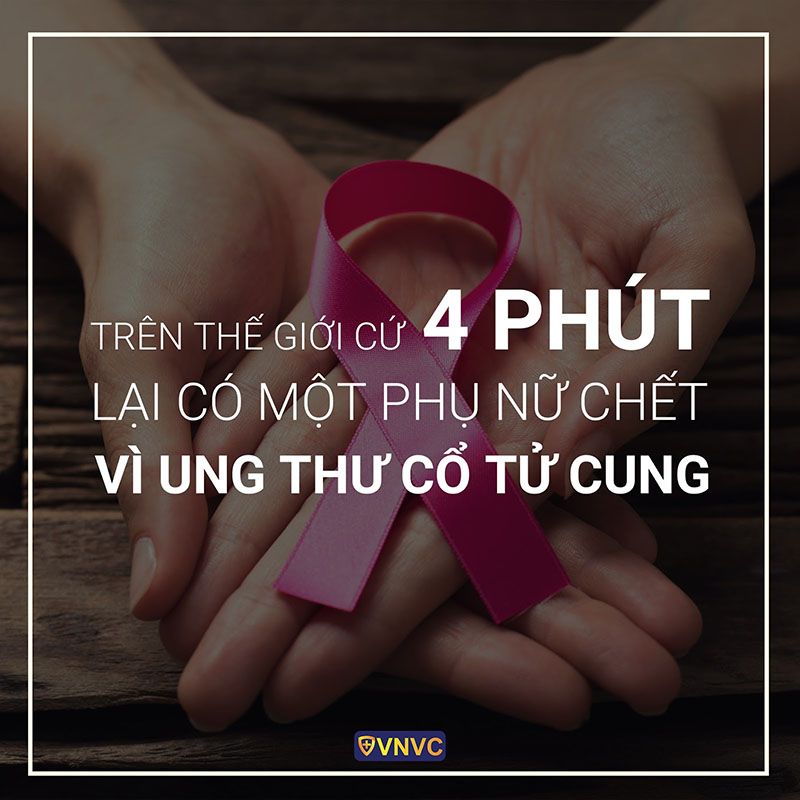 TRÊN THẾ GIỚI CỨ 4 PHÚT
LẠI CÓ MỘT PHỤ NỮ CHẾT
VÌ UNG THƯ CỔ TỬ CUNG
VNVC